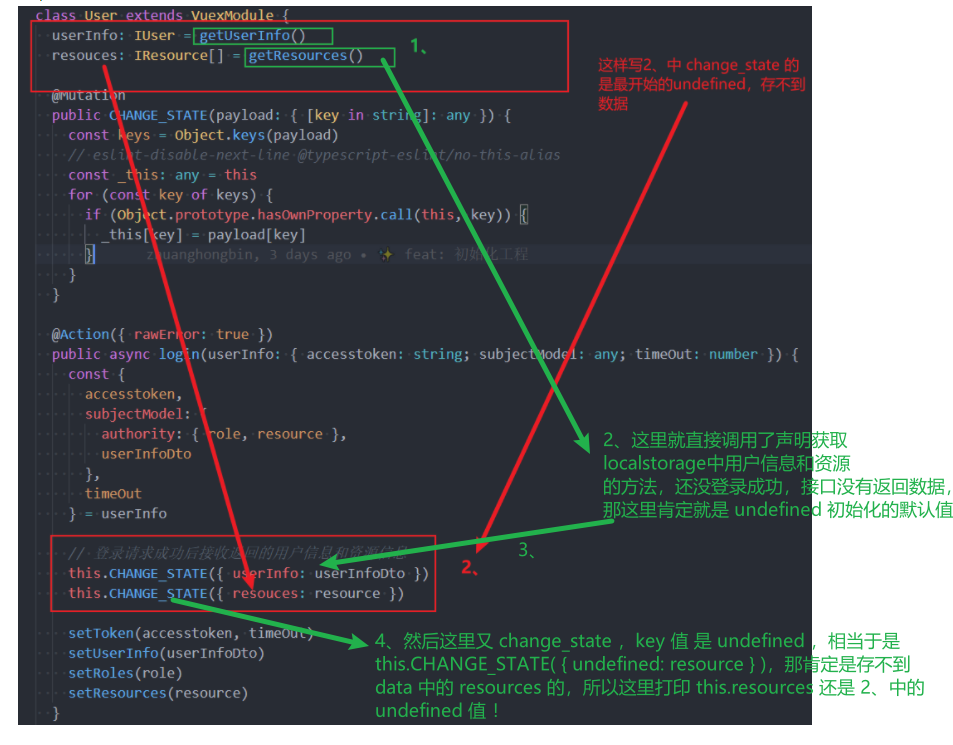 class User extends VuexModule {
userInfo: IUser = getUserInfo()
resouces: IResource[] = getResources()
1、
这样写2、中 change_state 的
是最开始的undefined，存不到
数据
@Mutation
public CHANGE_STATE(payload: { [key in string]: any }) {
const keys = Object.keys(payload)
// eslint-disable-next-line @typescript-eslint/no-this-alias
const _this: any = this
for (const key of keys) {
if (Object.prototype.hasOwnProperty.call(this, key)) {
_this[key] = payload[key]
} zhuanghongbin, 3 days ago • ✨ feat: 初始化工程
}
}
@Action({ rawError: true })
public async login(userInfo: { accesstoken: string; subjectModel: any; timeOut: number }) {
const {
accesstoken,
subjectModel: {
authority: { role, resource },
userInfoDto
},
timeOut
} = userInfo
2、这里就直接调用了声明获取
localstorage中用户信息和资源
的方法，还没登录成功，接口没有返回数据，
那这里肯定就是 undefined 初始化的默认值
// 登录请求成功后接收返回的用户信息和资源信息
this.CHANGE_STATE({ userInfo: userInfoDto })
this.CHANGE_STATE({ resouces: resource })
2、
3、
setToken(accesstoken, timeOut)
setUserInfo(userInfoDto)
setRoles(role)
setResources(resource)
}
4、然后这里又 change_state ，key 值 是 undefined ，相当于是
this.CHANGE_STATE( { undefined: resource } )，那肯定是存不到
data 中的 resources 的，所以这里打印 this.resources 还是 2、中的
undefined 值！